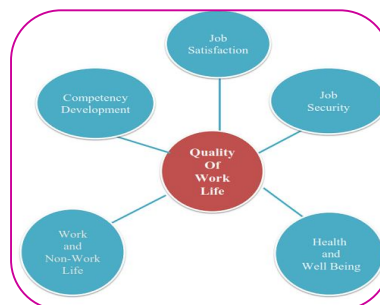 Job
Satisfaction
Competency
Development
Job
Security
Quality
Of
Work
Life
Work
and
Non-Work
Life
Health
and
Well Being